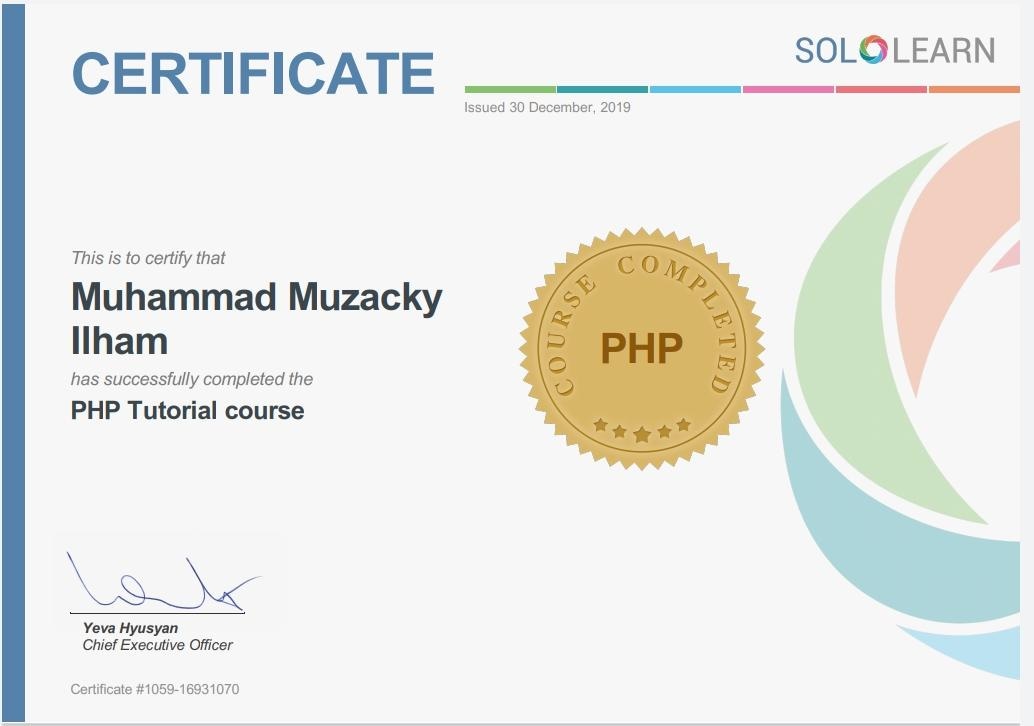 CERTIFICATE
SOLOLEARN
Issued 30 December, 2019
This is to certify that
Muhammad Muzacky
Ilham
has successfully completed the
PHP Tutorial course
COURSE COMPLETED
PHP
Yeva Hyusyan
Chief Executive Officer
Certificate #1059-16931070